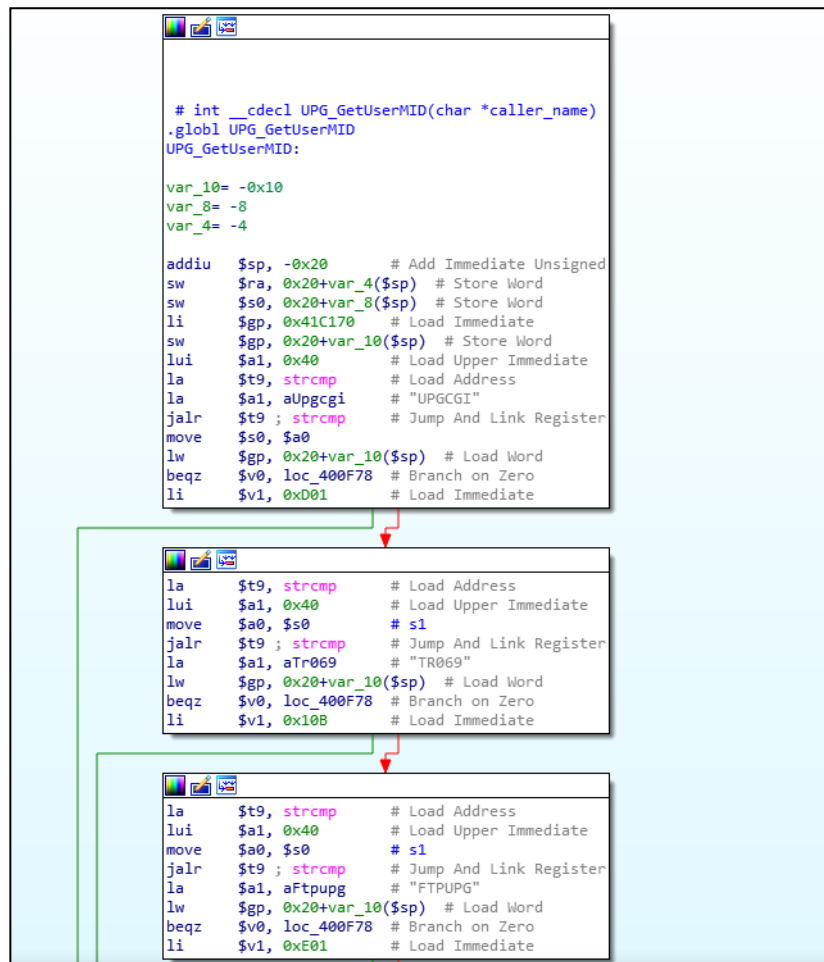 # int __cdecl UPG_GetUserMID(char *caller_name)
.globl UPG_GetUserMID
UPG_GetUserMID:
var_10= -0x10
var_8= -8
var_4= -4
addiu $sp, -0x20 # Add Immediate Unsigned
sw $ra, 0x20+var_4($sp) # Store Word
sw $s0, 0x20+var_8($sp) # Store Word
li $gp, 0x41C170 # Load Immediate
sw $gp, 0x20+var_10($sp) # Store Word
lui $a1, 0x40 # Load Upper Immediate
la $t9, strcmp # Load Address
la $a1, aUpgcgi # "UPGCGI"
jalr $t9 ; strcmp # Jump And Link Register
move $s0, $a0
lw $gp, 0x20+var_10($sp) # Load Word
beqz $v0, loc_400F78 # Branch on Zero
li $v1, 0xD01 # Load Immediate
la $t9, strcmp # Load Address
lui $a1, 0x40 # Load Upper Immediate
move $a0, $s0 # s1
jalr $t9 ; strcmp # Jump And Link Register
la $a1, aTr069 # "TR069"
lw $gp, 0x20+var_10($sp) # Load Word
beqz $v0, loc_400F78 # Branch on Zero
li $v1, 0x10B # Load Immediate
la $t9, strcmp # Load Address
lui $a1, 0x40 # Load Upper Immediate
move $a0, $s0 # s1
jalr $t9 ; strcmp # Jump And Link Register
la $a1, aFtpupg # "FTPUPG"
lw $gp, 0x20+var_10($sp) # Load Word
beqz $v0, loc_400F78 # Branch on Zero
li $v1, 0xE01 # Load Immediate